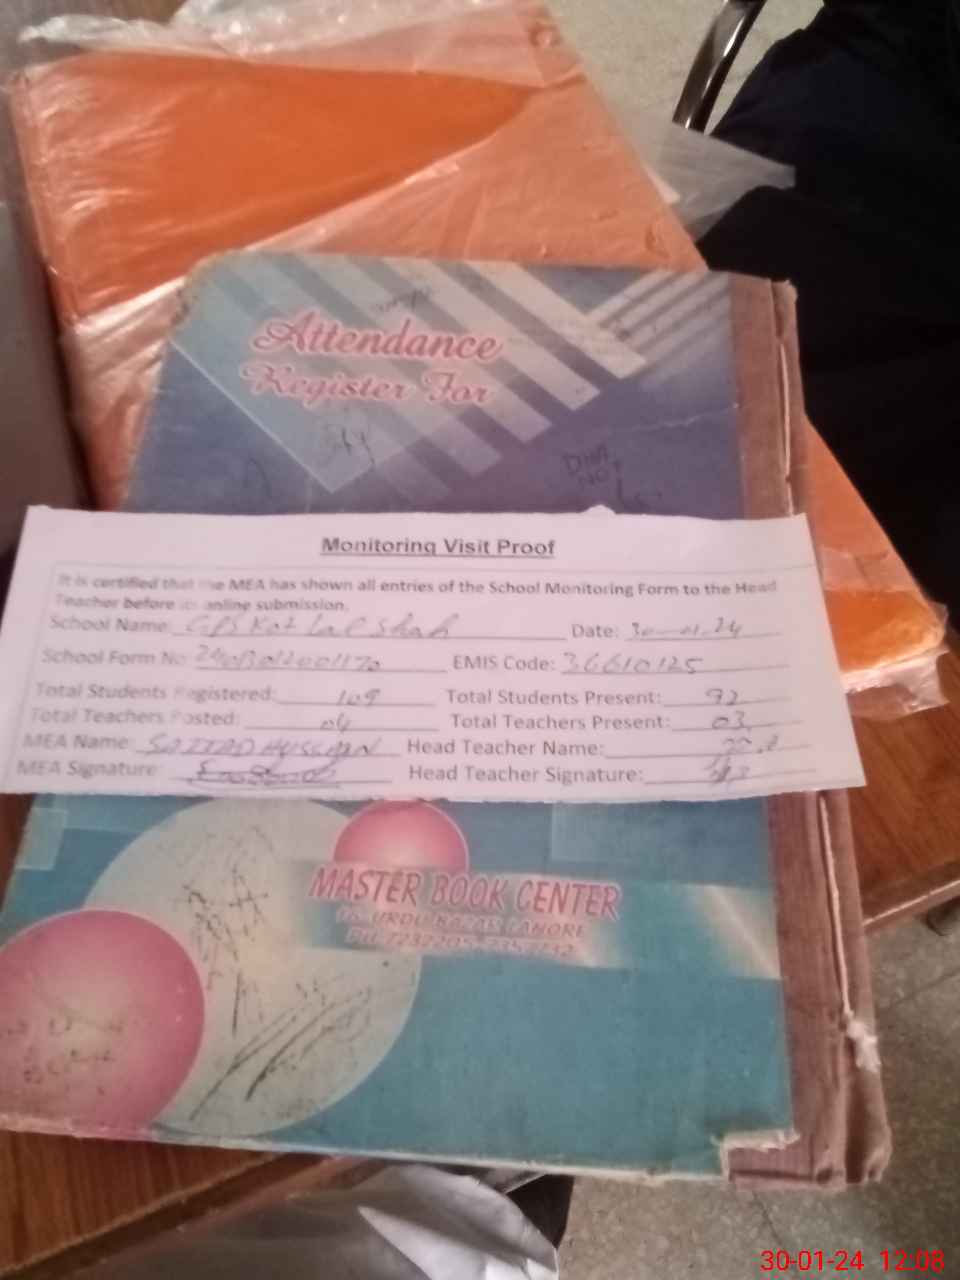 Attendance
Register For
Monitoring Visit Proof
It is certified that the MEA has shown all entries of the School Monitoring Form to the Head
Teacher before its online submission.
School Name: GPS Kot Lal Shah Date: 30-01-24
School Form No: EMIS Code: 36610125
Total Students Registered: 109 Total Students Present: 92
Total Teachers Posted: 04 Total Teachers Present: 03
MEA Name: SAJJAD HUSSAIN Head Teacher Name:
MEA Signature: Head Teacher Signature:
MASTER BOOK CENTER
URDU BAZAR LAHORE
30-01-24 12:08